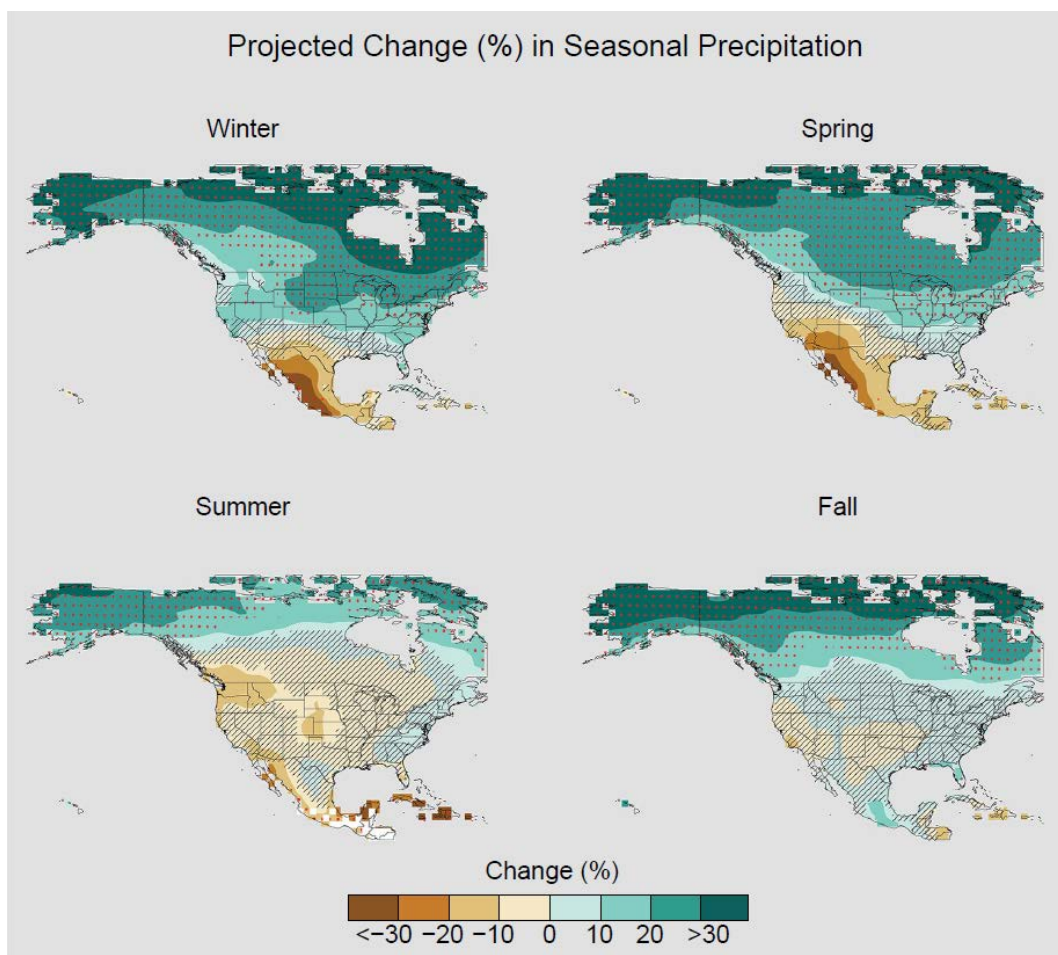 Projected Change (%) in Seasonal Precipitation
Winter
Spring
Summer
Fall
Change (%)
<−30 −20 −10 0 10 20 >30